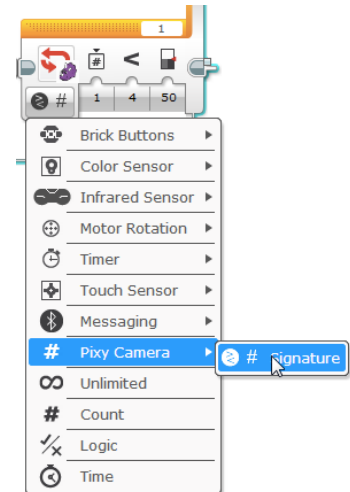 1
# <
# 1 4 50
Brick Buttons
Color Sensor
Infrared Sensor
Motor Rotation
Timer
Touch Sensor
Messaging
# Pixy Camera
# Signature
Unlimited
# Count
Logic
Time